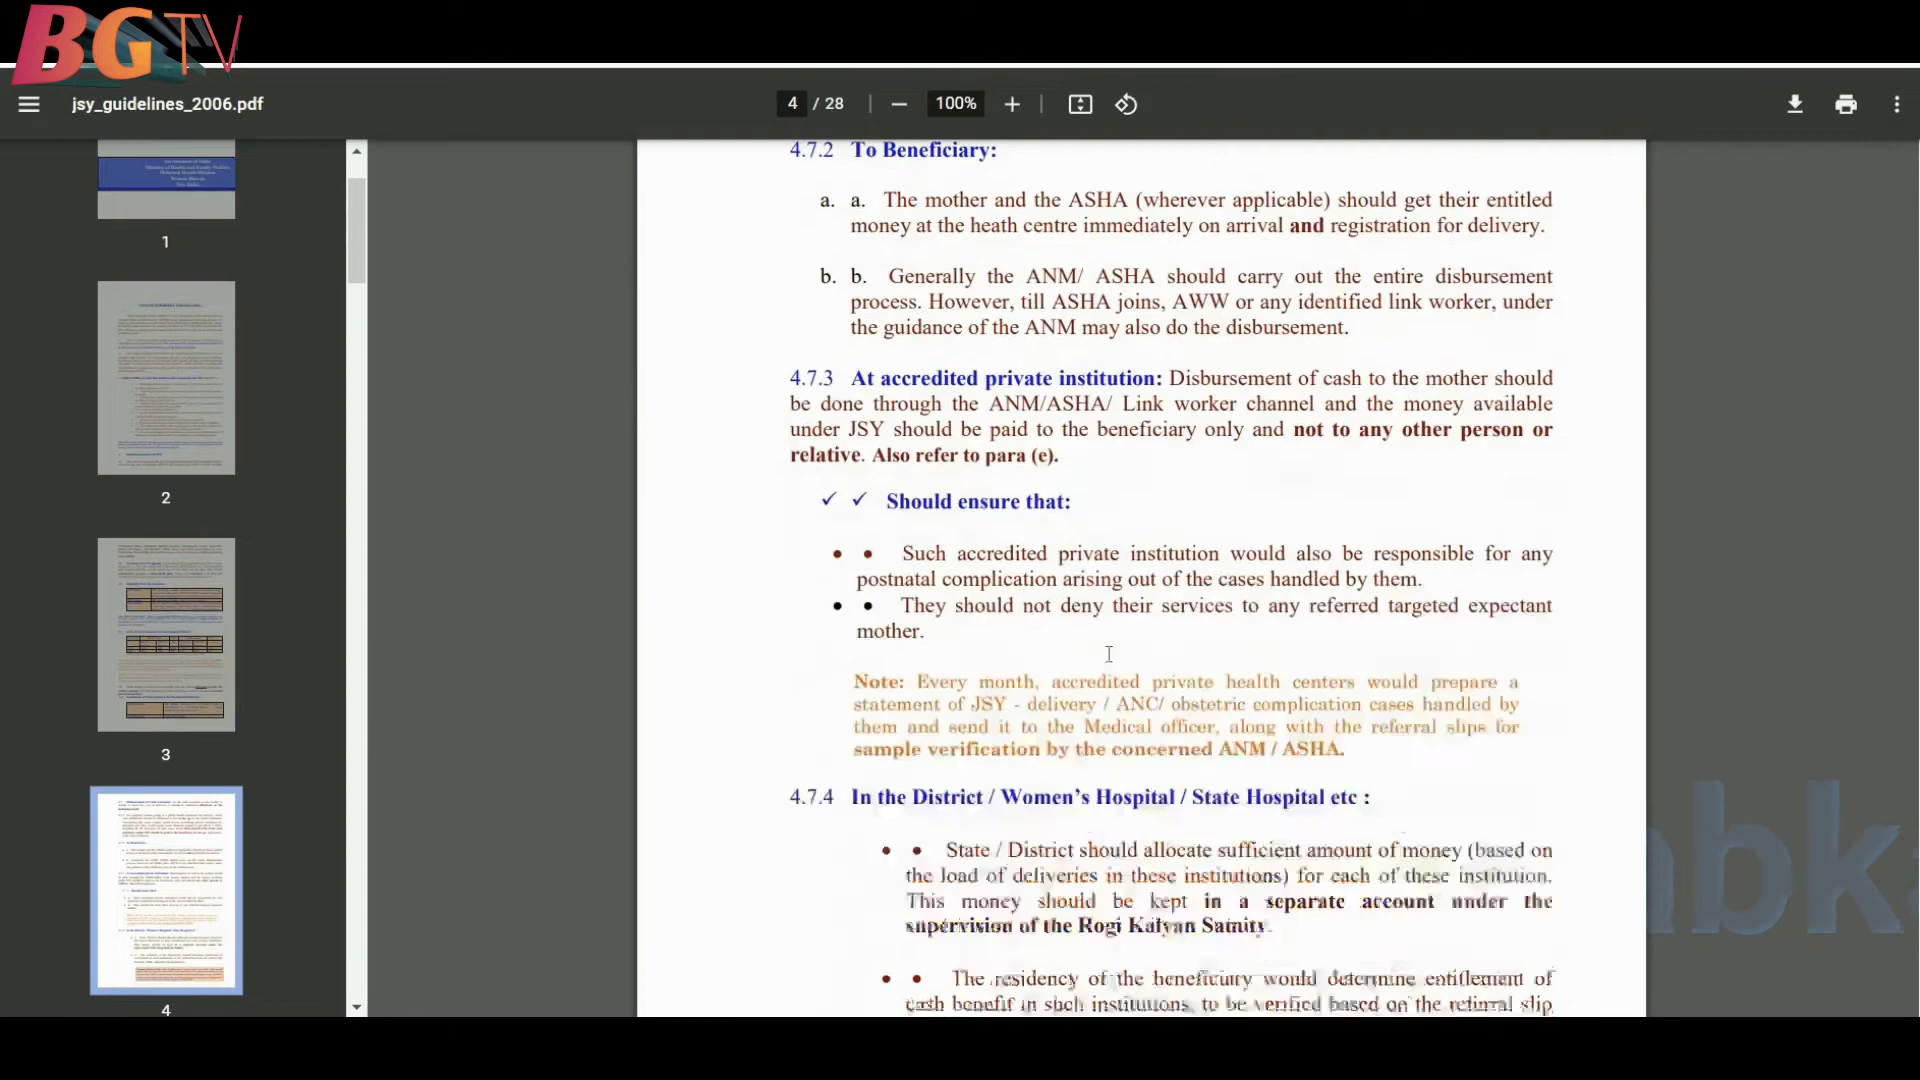 BGTV
jsy_guidelines_2006.pdf
4 / 28
100%
1
2
3
4
4.7.2 To Beneficiary:
a. a. The mother and the ASHA (wherever applicable) should get their entitled
money at the heath centre immediately on arrival and registration for delivery.
b. b. Generally the ANM/ ASHA should carry out the entire disbursement
process. However, till ASHA joins, AWW or any identified link worker, under
the guidance of the ANM may also do the disbursement.
4.7.3 At accredited private institution: Disbursement of cash to the mother should
be done through the ANM/ASHA/ Link worker channel and the money available
under JSY should be paid to the beneficiary only and not to any other person or
relative. Also refer to para (e).
✓ ✓ Should ensure that:
• • Such accredited private institution would also be responsible for any
postnatal complication arising out of the cases handled by them.
• • They should not deny their services to any referred targeted expectant
mother.
Note: Every month, accredited private health centers would prepare a
statement of JSY - delivery / ANC/ obstetric complication cases handled by
them and send it to the Medical officer, along with the referral slips for
sample verification by the concerned ANM / ASHA.
4.7.4 In the District / Women's Hospital / State Hospital etc :
• • State / District should allocate sufficient amount of money (based on
the load of deliveries in these institutions) for each of these institution.
This money should be kept in a separate account under the
supervision of the Rogi Kalyan Samity.
• • The residency of the beneficiary would determine entitlement of
cash benefit in such institutions, to be verified based on the referral slip
abka